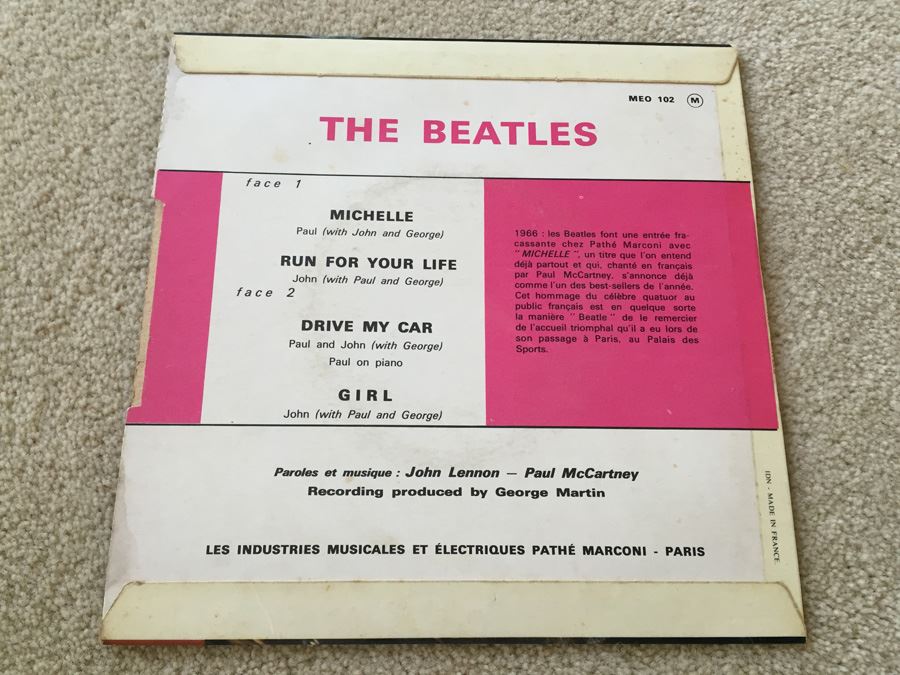 MEO 102 M
THE BEATLES
face 1
MICHELLE
Paul (with John and George)
RUN FOR YOUR LIFE
John (with Paul and George)
face 2
DRIVE MY CAR
Paul and John (with George)
Paul on piano
GIRL
John (with Paul and George)
1966 : les Beatles font une entrée fra-
cassante chez Pathé Marconi avec
"MICHELLE", un titre que l'on entend
déjà partout et qui, chanté en français
par Paul McCartney, s'annonce déjà
comme l'un des best-sellers de l'année.
Cet hommage du célèbre quatuor au
public français est en quelque sorte
la manière "Beatle" de le remercier
de l'accueil triomphal qu'il a eu lors de
son passage à Paris, au Palais des
Sports.
Paroles et musique : John Lennon — Paul McCartney
Recording produced by George Martin
LES INDUSTRIES MUSICALES ET ÉLECTRIQUES PATHÉ MARCONI - PARIS
IDN - MADE IN FRANCE